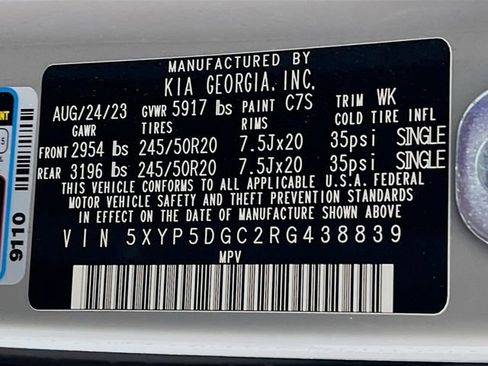 MANUFACTURED BY
KIA GEORGIA, INC.
AUG/24/23 GVWR 5917 lbs PAINT C7S TRIM WK
GAWR TIRES RIMS COLD TIRE INFL
FRONT 2954 lbs 245/50R20 7.5Jx20 35psi SINGLE
REAR 3196 lbs 245/50R20 7.5Jx20 35psi SINGLE
THIS VEHICLE CONFORMS TO ALL APPLICABLE U.S.A. FEDERAL
MOTOR VEHICLE SAFETY AND THEFT PREVENTION STANDARDS
IN EFFECT ON THE DATE OF MANUFACTURE SHOWN ABOVE
VIN 5XYP5DGC2RG438839
MPV
9110